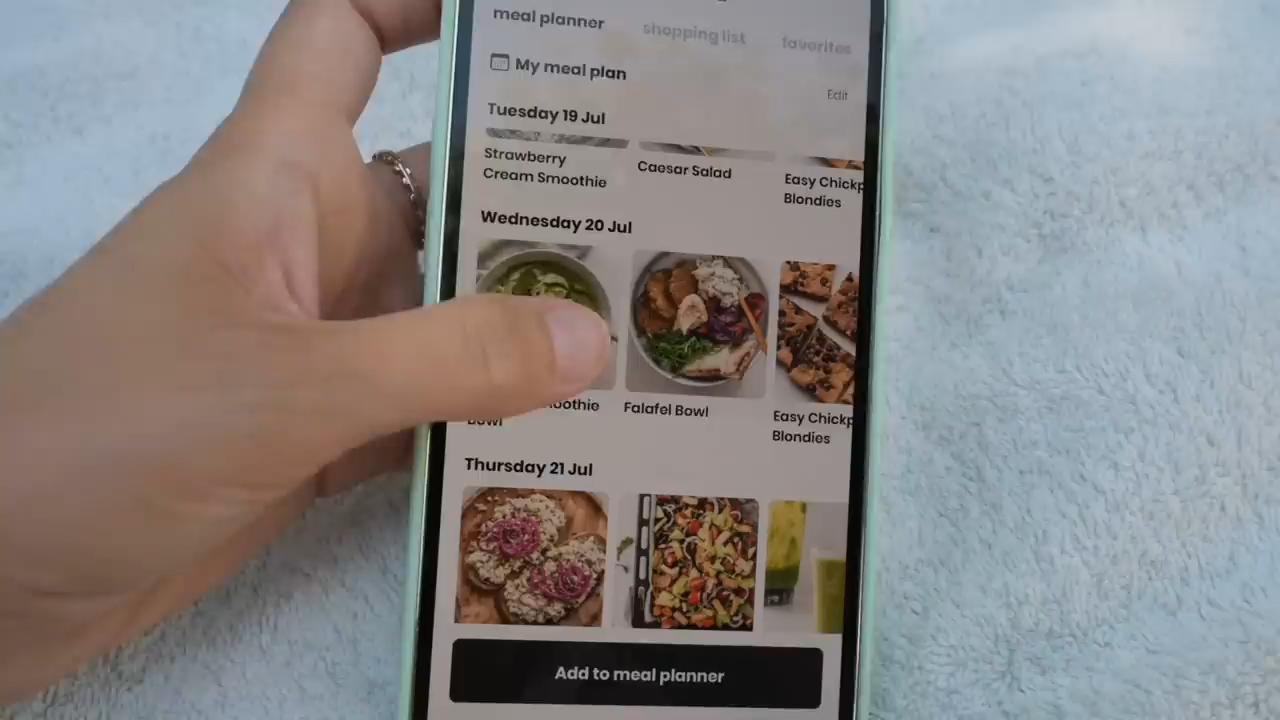 meal planner
shopping list
favorites
My meal plan
Edit
Tuesday 19 Jul
Strawberry
Cream Smoothie
Caesar Salad
Easy Chickp
Blondies
Wednesday 20 Jul
Bowl
Falafel Bowl
Easy Chickp
Blondies
Thursday 21 Jul
Add to meal planner